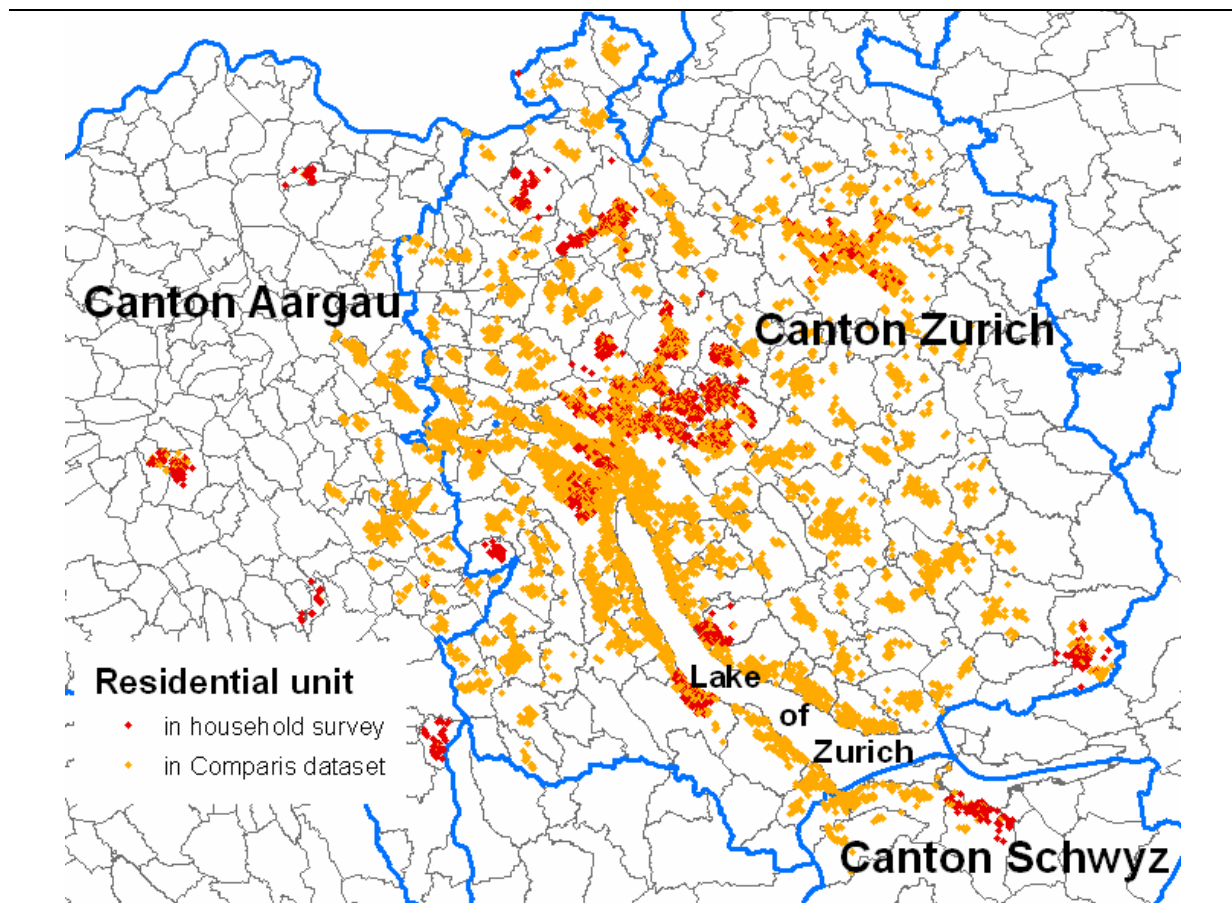 Canton Aargau
Canton Zurich
Residential unit
in household survey
in Comparis dataset
Lake
of
Zurich
Canton Schwyz